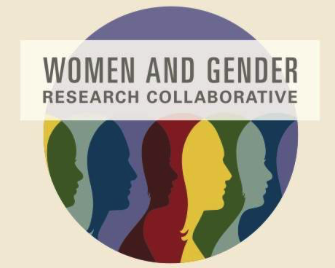 WOMEN AND GENDER
RESEARCH COLLABORATIVE